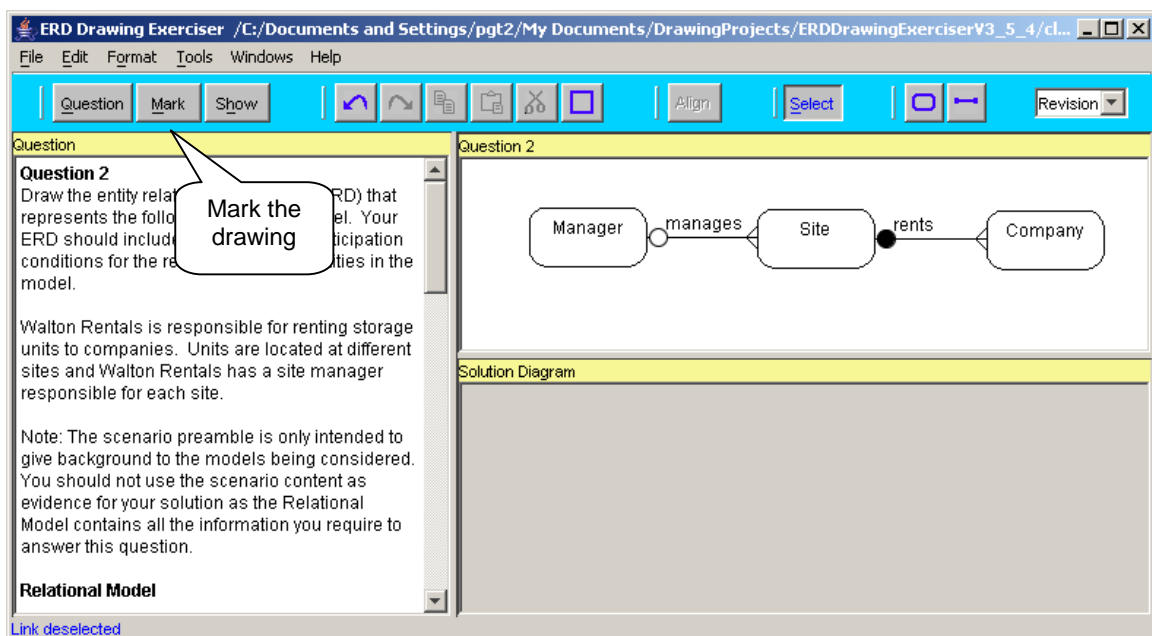 ERD Drawing Exerciser /C:/Documents and Settings/pgt2/My Documents/DrawingProjects/ERDDrawingExerciserV3_5_4/cl...
File Edit Format Tools Windows Help
Question Mark Show Align Select Revision
Question
Question 2
Draw the entity relat RD) that
represents the follo el. Your
ERD should include ticipation
conditions for the re ities in the
model.
Mark the
drawing
Walton Rentals is responsible for renting storage
units to companies. Units are located at different
sites and Walton Rentals has a site manager
responsible for each site.
Note: The scenario preamble is only intended to
give background to the models being considered.
You should not use the scenario content as
evidence for your solution as the Relational
Model contains all the information you require to
answer this question.
Relational Model
Question 2
Manager manages Site rents Company
Solution Diagram
Link deselected